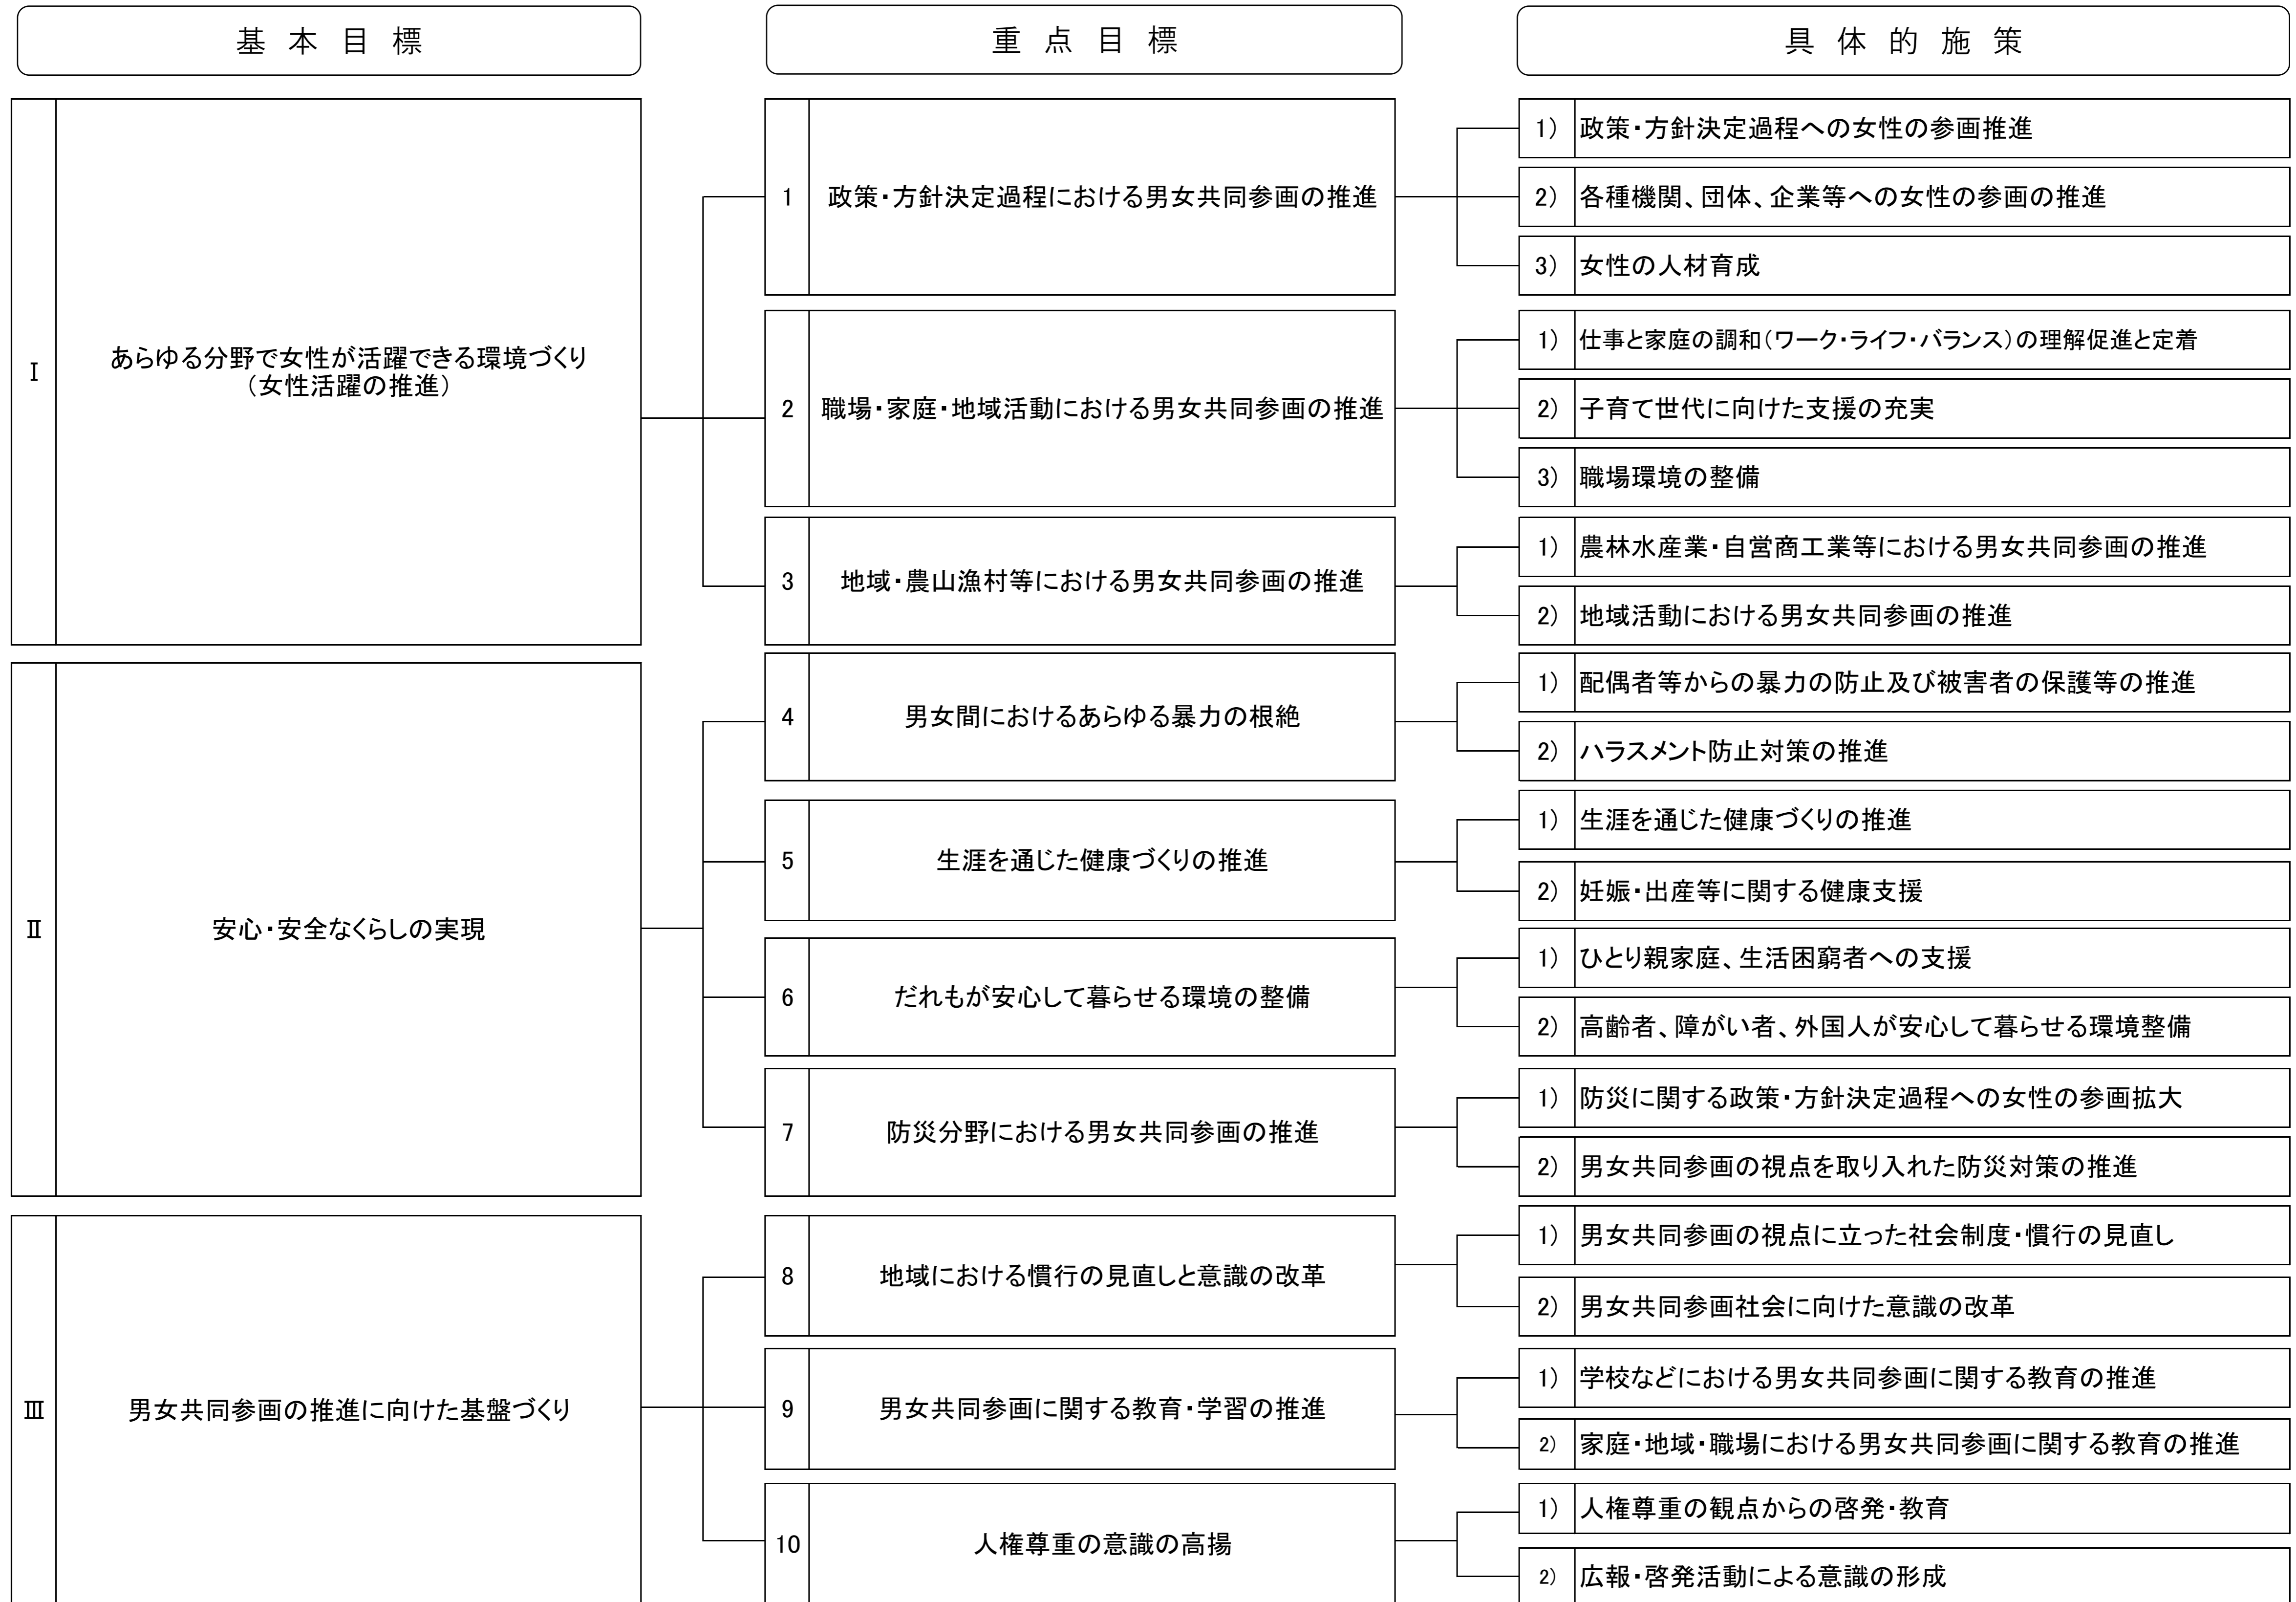 基本目標
重点目標
具体的施策
Ⅰ
あらゆる分野で女性が活躍できる環境づくり
（女性活躍の推進）
1
政策・方針決定過程における男女共同参画の推進
1）
政策・方針決定過程への女性の参画推進
2）
各種機関、団体、企業等への女性の参画の推進
3）
女性の人材育成
2
職場・家庭・地域活動における男女共同参画の推進
1）
仕事と家庭の調和（ワーク・ライフ・バランス）の理解促進と定着
2）
子育て世代に向けた支援の充実
3）
職場環境の整備
3
地域・農山漁村等における男女共同参画の推進
1）
農林水産業・自営商工業等における男女共同参画の推進
2）
地域活動における男女共同参画の推進
Ⅱ
安心・安全なくらしの実現
4
男女間におけるあらゆる暴力の根絶
1）
配偶者等からの暴力の防止及び被害者の保護等の推進
2）
ハラスメント防止対策の推進
5
生涯を通じた健康づくりの推進
1）
生涯を通じた健康づくりの推進
2）
妊娠・出産等に関する健康支援
6
だれもが安心して暮らせる環境の整備
1）
ひとり親家庭、生活困窮者への支援
2）
高齢者、障がい者、外国人が安心して暮らせる環境整備
7
防災分野における男女共同参画の推進
1）
防災に関する政策・方針決定過程への女性の参画拡大
2）
男女共同参画の視点を取り入れた防災対策の推進
Ⅲ
男女共同参画の推進に向けた基盤づくり
8
地域における慣行の見直しと意識の改革
1）
男女共同参画の視点に立った社会制度・慣行の見直し
2）
男女共同参画社会に向けた意識の改革
9
男女共同参画に関する教育・学習の推進
1）
学校などにおける男女共同参画に関する教育の推進
2）
家庭・地域・職場における男女共同参画に関する教育の推進
10
人権尊重の意識の高揚
1）
人権尊重の観点からの啓発・教育
2）
広報・啓発活動による意識の形成